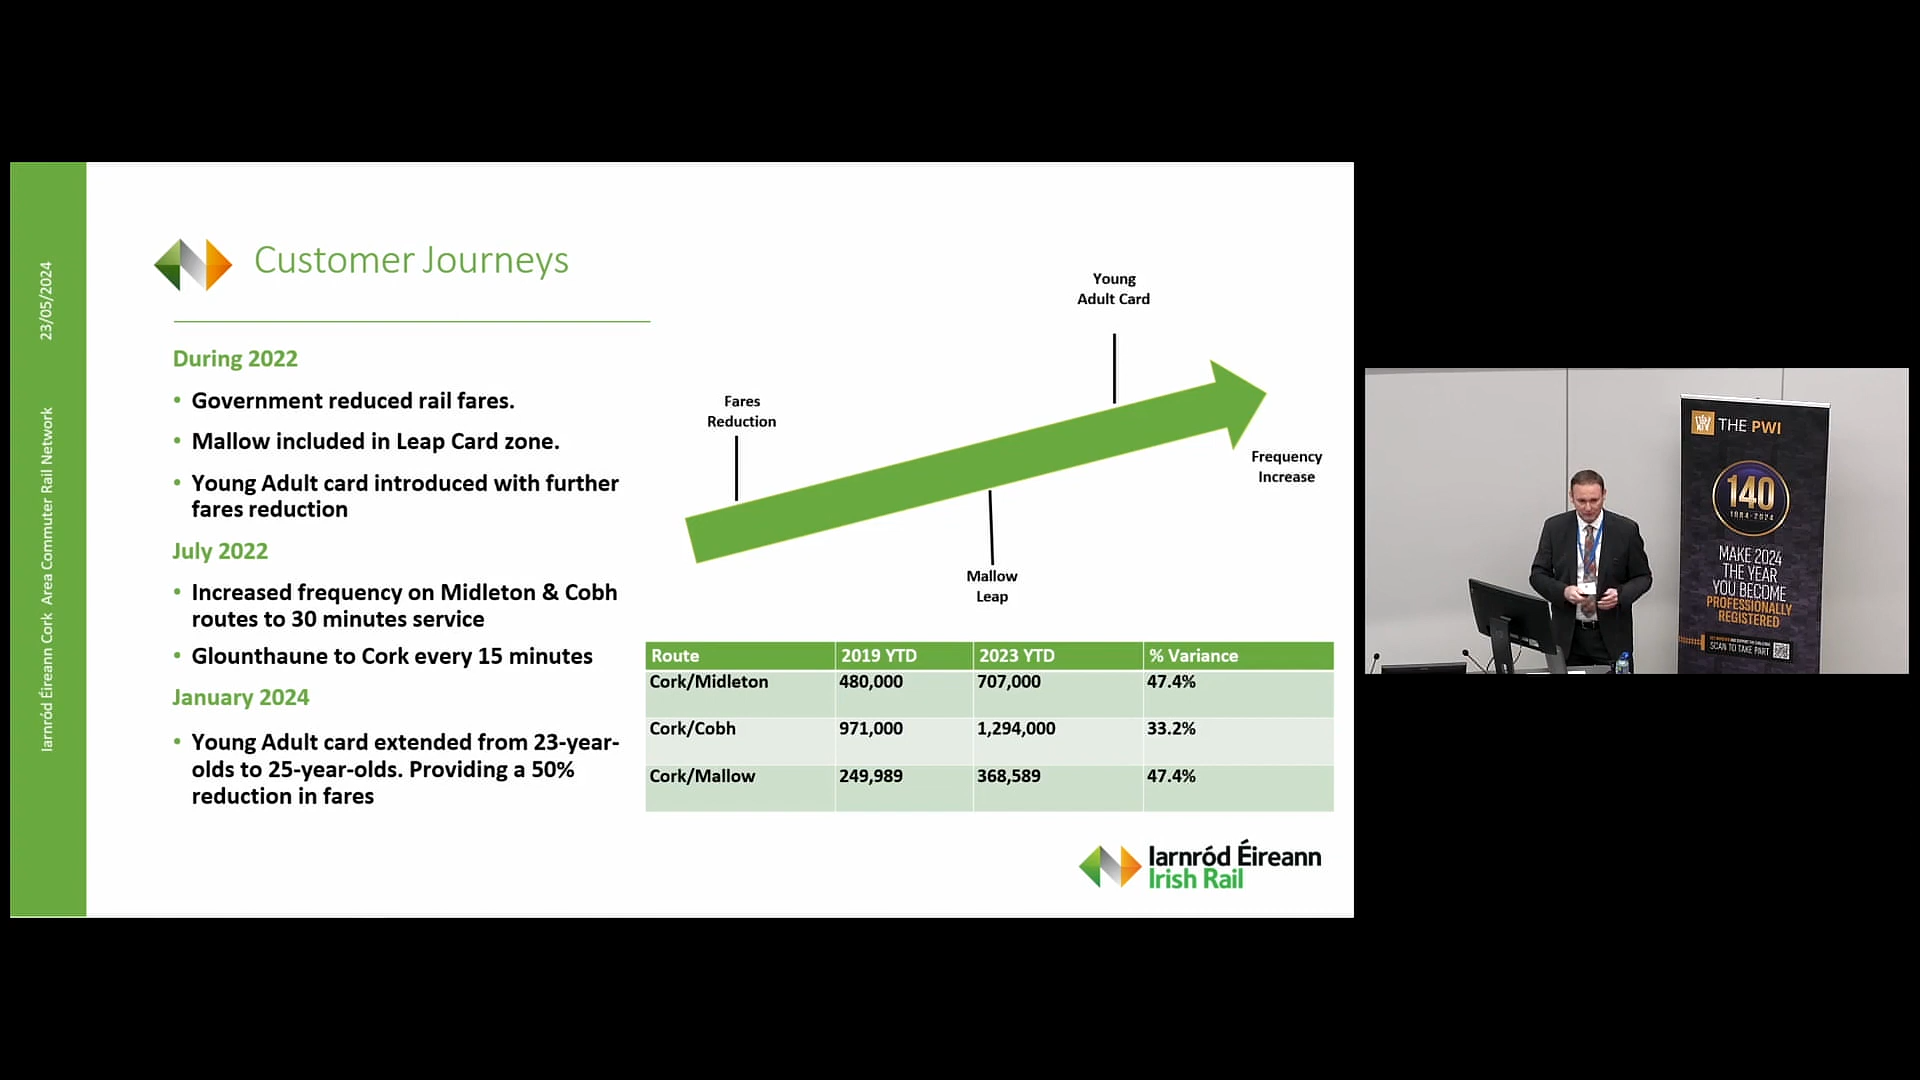 23/05/2024
Iarnród Éireann Cork Area Commuter Rail Network
Customer Journeys
During 2022
• Government reduced rail fares.
• Mallow included in Leap Card zone.
• Young Adult card introduced with further
fares reduction
July 2022
• Increased frequency on Midleton & Cobh
routes to 30 minutes service
• Glounthaune to Cork every 15 minutes
January 2024
• Young Adult card extended from 23-year-
olds to 25-year-olds. Providing a 50%
reduction in fares
Fares
Reduction
Mallow
Leap
Young
Adult Card
Frequency
Increase
Route 2019 YTD 2023 YTD % Variance
Cork/Midleton 480,000 707,000 47.4%
Cork/Cobh 971,000 1,294,000 33.2%
Cork/Mallow 249,989 368,589 47.4%
Iarnród Éireann
Irish Rail
THE PWI
140
1884-2024
MAKE 2024
THE YEAR
YOU BECOME
PROFESSIONALLY
REGISTERED
SCAN TO TAKE PART